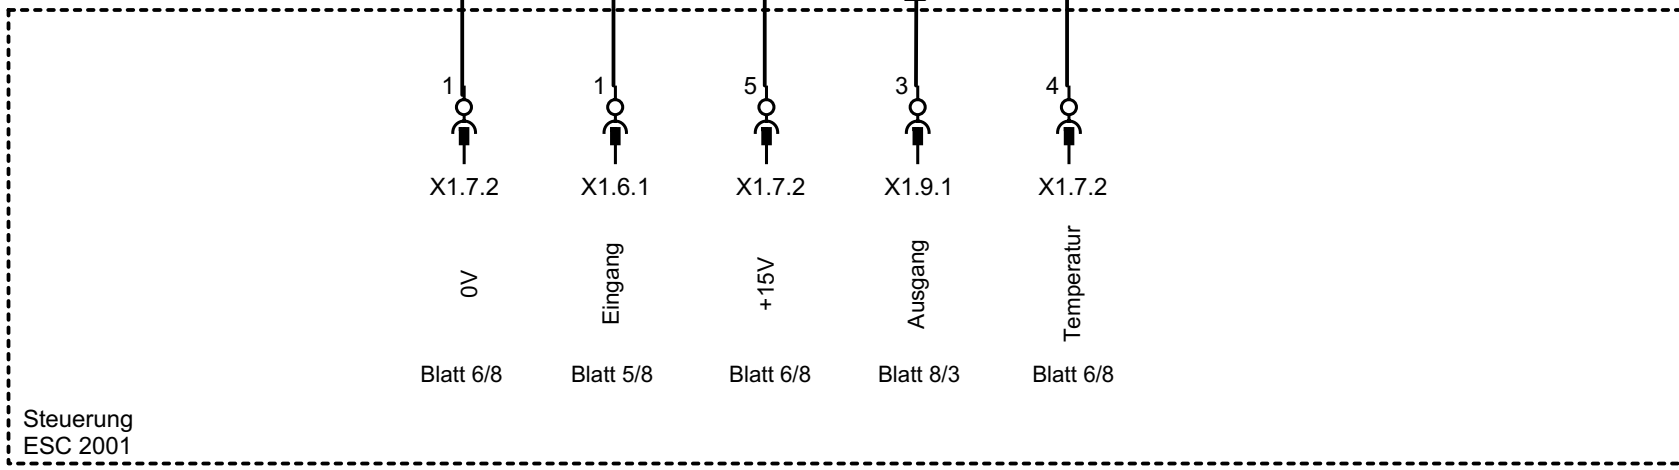 1 1 5 3 4
X1.7.2 X1.6.1 X1.7.2 X1.9.1 X1.7.2
0V Eingang +15V Ausgang Temperatur
Blatt 6/8 Blatt 5/8 Blatt 6/8 Blatt 8/3 Blatt 6/8
Steuerung
ESC 2001